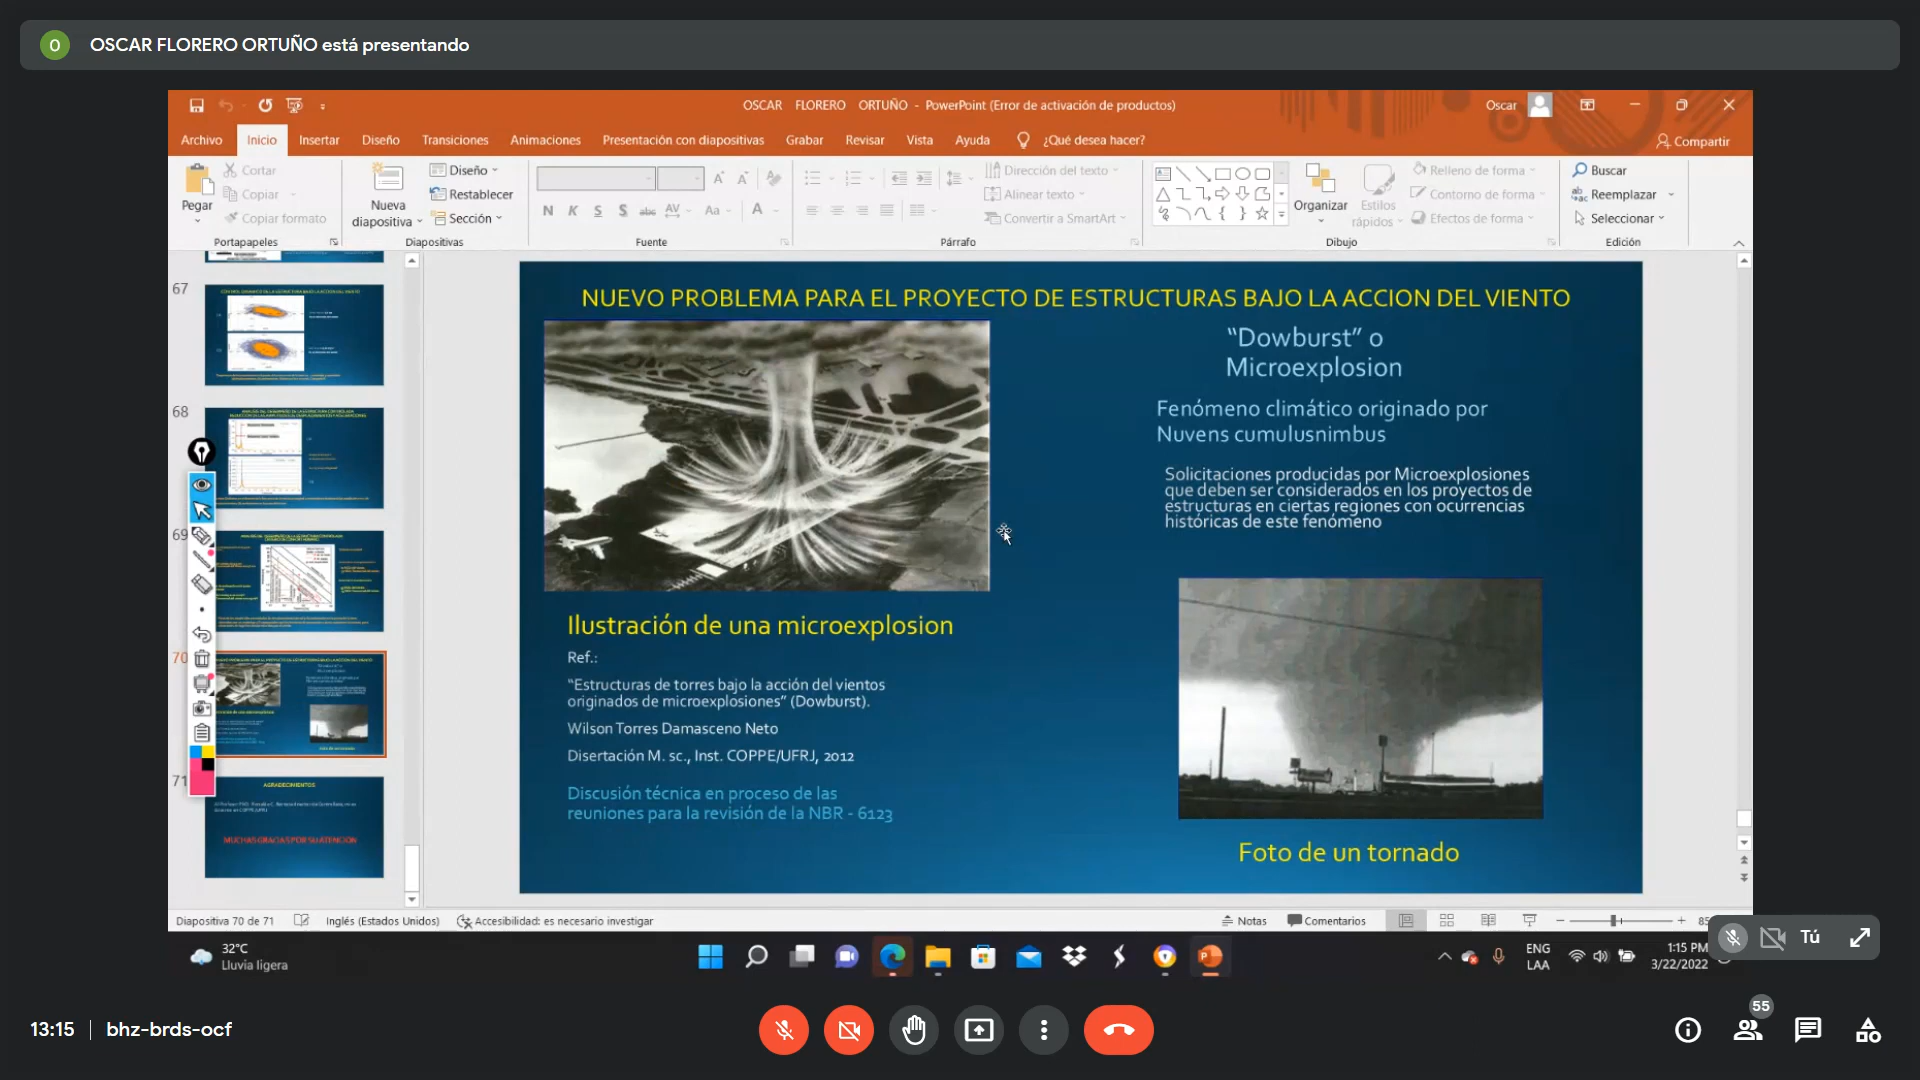 O OSCAR FLORERO ORTUÑO está presentando
OSCAR FLORERO ORTUÑO - PowerPoint (Error de activación de productos)
Oscar
Archivo Inicio Insertar Diseño Transiciones Animaciones Presentación con diapositivas Grabar Revisar Vista Ayuda ¿Qué desea hacer? Compartir
Pegar
Cortar
Copiar
Copiar formato
Portapapeles
Nueva
diapositiva
Diseño
Restablecer
Sección
Diapositivas
N K S S abc AV Aa A
Fuente
Dirección del texto
Alinear texto
Convertir a SmartArt
Párrafo
Organizar
Estilos
rápidos
Relleno de forma
Contorno de forma
Efectos de forma
Dibujo
Buscar
Reemplazar
Seleccionar
Edición
67
68
69
70
71
AGRADECIMIENTOS
MUCHAS GRACIAS POR SU ATENCION
NUEVO PROBLEMA PARA EL PROYECTO DE ESTRUCTURAS BAJO LA ACCION DEL VIENTO
“Dowburst” o
Microexplosion
Fenómeno climático originado por
Nuvens cumulusnimbus
Solicitaciones producidas por Microexplosiones
que deben ser considerados en los proyectos de
estructuras en ciertas regiones con ocurrencias
históricas de este fenómeno
Ilustración de una microexplosion
Ref.:
“Estructuras de torres bajo la acción del vientos
originados de microexplosiones” (Dowburst).
Wilson Torres Damasceno Neto
Disertación M. sc., Inst. COPPE/UFRJ, 2012
Discusión técnica en proceso de las
reuniones para la revisión de la NBR - 6123
Foto de un tornado
Diapositiva 70 de 71 Inglés (Estados Unidos) Accesibilidad: es necesario investigar Notas Comentarios
32°C
Lluvia ligera
ENG
LAA
1:15 PM
3/22/2022
Tú
13:15 | bhz-brds-ocf
55